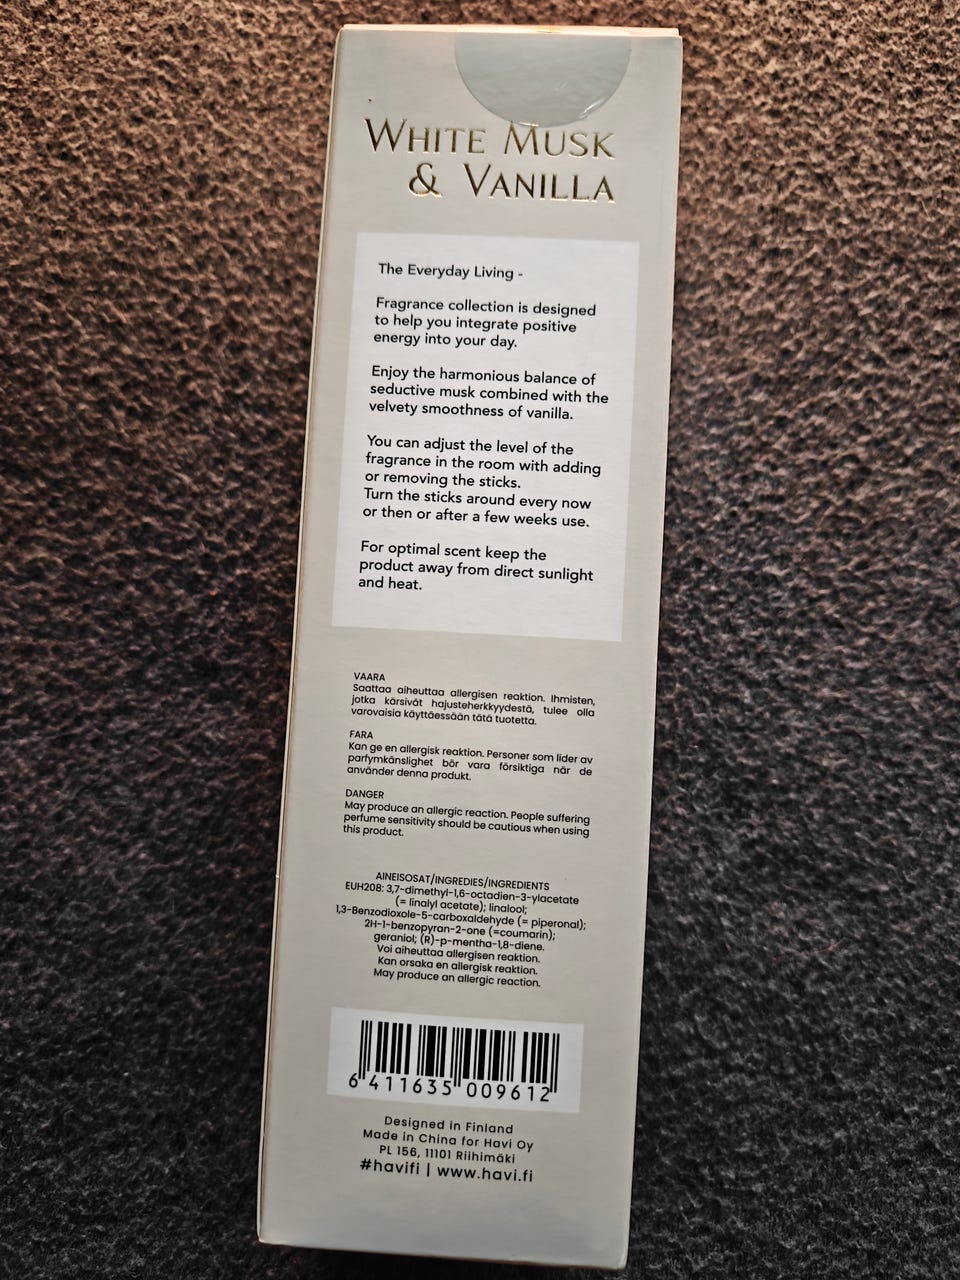 WHITE MUSK
& VANILLA
The Everyday Living -
Fragrance collection is designed
to help you integrate positive
energy into your day.
Enjoy the harmonious balance of
seductive musk combined with the
velvety smoothness of vanilla.
You can adjust the level of the
fragrance in the room with adding
or removing the sticks.
Turn the sticks around every now
or then or after a few weeks use.
For optimal scent keep the
product away from direct sunlight
and heat.
VAARA
Saattaa aiheuttaa allergisen reaktion. Ihmisten,
jotka kärsivät hajusteherkkyydestä, tulee olla
varovaisia käyttäessään tätä tuotetta.
FARA
Kan ge en allergisk reaktion. Personer som lider av
parfymkänslighet bör vara försiktiga när de
använder denna produkt.
DANGER
May produce an allergic reaction. People suffering
perfume sensitivity should be cautious when using
this product.
AINEISOSAT/INGREDIES/INGREDIENTS
EUH208: 3,7-dimethyl-1,6-octadien-3-ylacetate
(= linalyl acetate); linalool;
1,3-Benzodioxole-5-carboxaldehyde (= piperonal);
2H-1-benzopyran-2-one (=coumarin);
geraniol; (R)-p-mentha-1,8-diene.
Voi aiheuttaa allergisen reaktion.
Kan orsaka en allergisk reaktion.
May produce an allergic reaction.
6 411635 009612
Designed in Finland
Made in China for Havi Oy
PL 156, 11101 Riihimäki
#havifi | www.havi.fi